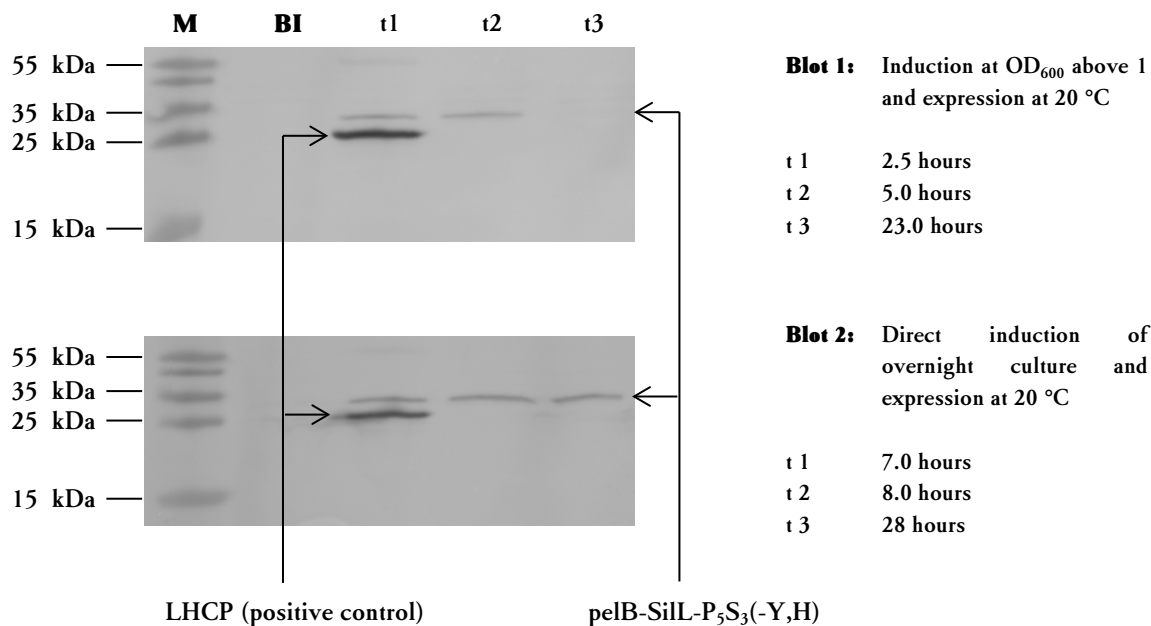 M BI t1 t2 t3
55 kDa
35 kDa
25 kDa
15 kDa
Blot 1: Induction at OD₆₀₀ above 1
and expression at 20 °C
t 1 2.5 hours
t 2 5.0 hours
t 3 23.0 hours
55 kDa
35 kDa
25 kDa
15 kDa
Blot 2: Direct induction of
overnight culture and
expression at 20 °C
t 1 7.0 hours
t 2 8.0 hours
t 3 28 hours
LHCP (positive control) pelB-SilL-P₅S₃(-Y,H)